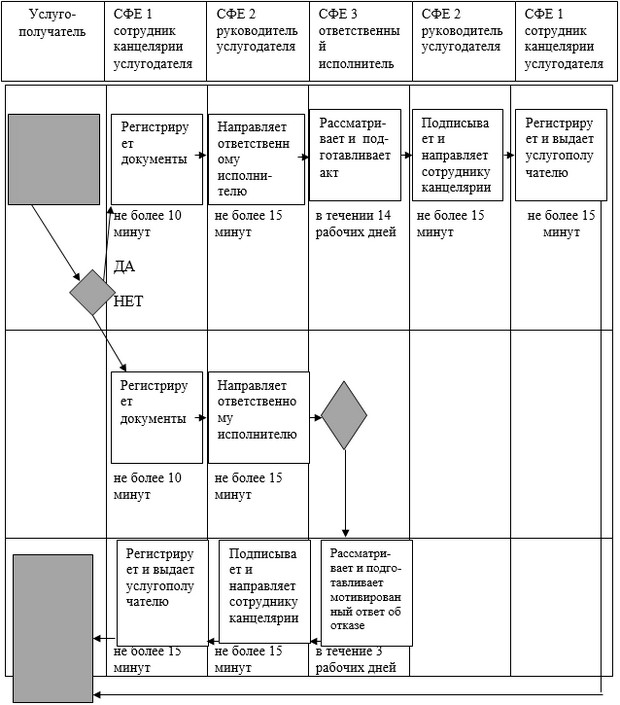 Услуго-
получатель
СФЕ 1
сотрудник
канцелярии
услугодателя
СФЕ 2
руководитель
услугодателя
СФЕ 3
ответственны
й
исполнитель
СФЕ 2
руководитель
услугодателя
СФЕ 1
сотрудник
канцелярии
услугодателя
Регистриру
ет
документы
Направляет
ответственн
ому
исполни-
телю
Рассматри-
вает и под-
готавливает
акт
Подписыва
ет и
направляет
сотруднику
канцелярии
Регистриру
ет и выдает
услугополу
чателю
не более 10
минут
не более 15
минут
в течении 14
рабочих дней
не более 15
минут
не более 15
минут
ДА
НЕТ
Регистриру
ет
документы
Направляет
ответственно
му
исполнителю
не более 10
минут
не более 15
минут
Регистриру
ет и выдает
услугополу
чателю
Подписыва
ет и
направляет
сотруднику
канцелярии
Рассматри-
вает и подго-
тавливает
мотивирован
ный ответ об
отказе
не более 15
минут
не более 15
минут
в течение 3
рабочих дней